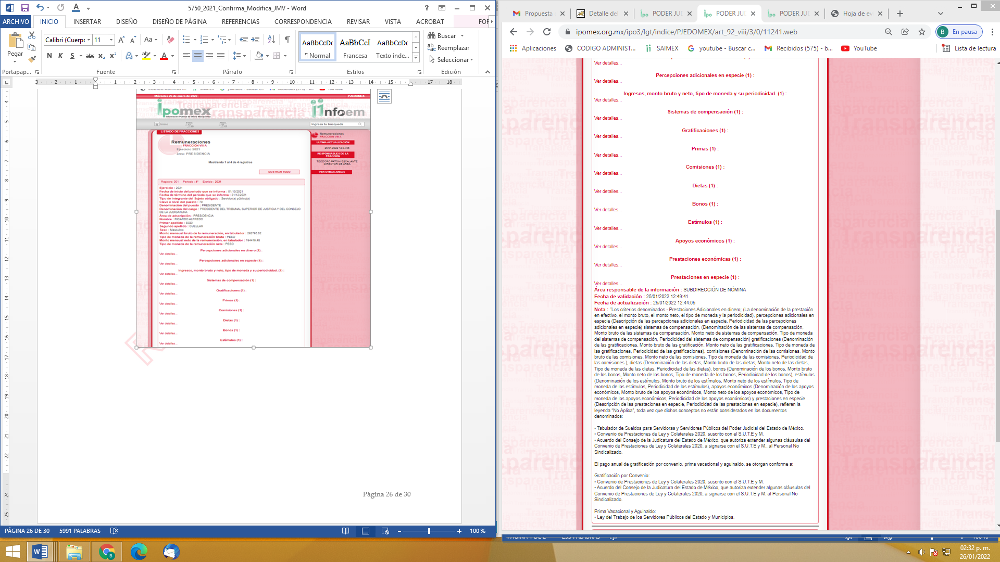 5750_2021_Confirma_Modifica_JMV - Word
ARCHIVO INICIO INSERTAR DISEÑO DISEÑO DE PÁGINA REFERENCIAS CORRESPONDENCIA REVISAR VISTA ACROBAT FOR
Pegar
Calibri (Cuerpo 11
N K S abc x₂ x²
AaBbCcDc AaBbCcI AaBbCcDc
¶ Normal Francesa Texto inde...
Buscar
Reemplazar
Seleccionar
Portapap... Fuente Párrafo Estilos Edición
Miércoles 26 de enero de 2022 PJEDOMEX
ipomex
infoem
Ingresa tu búsqueda
LISTADO DE FRACCIONES
Remuneraciones
FRACCIÓN VIII A
Ejercicio 2021
área: PRESIDENCIA
Mostrando 1 al 4 de 4 registros
MOSTRAR TODO
Remuneraciones
FRACCIÓN VIII A
ULTIMA ACTUALIZACIÓN
25/01/2022 12:44:05
RESPONSABLES DE LA FRACCIÓN
TEODORO PATONI ESCALANTE
DIRECTOR DE ÁREA
VER OTRAS AREAS
Registro: 001 Periodo : 4° Ejercicio : 2021
Ejercicio : 2021
Fecha de inicio del periodo que se informa : 01/10/2021
Fecha de término del periodo que se informa : 31/12/2021
Tipo de integrante del Sujeto obligado : Servidor(a) público(a)
Clave o nivel del puesto : 70
Denominación del puesto : PRESIDENTE
Denominación del cargo : PRESIDENTE DEL TRIBUNAL SUPERIOR DE JUSTICIA Y DEL CONSEJO
DE LA JUDICATURA
Área de adscripción : PRESIDENCIA
Nombre : RICARDO ALFREDO
Primer apellido : SODI
Segundo apellido : CUELLAR
Sexo : Masculino
Monto mensual bruto de la remuneración, en tabulador : 292795.62
Tipo de moneda de la remuneración bruta : PESO
Monto mensual neto de la remuneración, en tabulador : 194419.48
Tipo de moneda de la remuneración neta : PESO
Percepciones adicionales en dinero (1) :
Ver detalles...
Percepciones adicionales en especie (1) :
Ver detalles...
Ingresos, monto bruto y neto, tipo de moneda y su periodicidad. (1) :
Ver detalles...
Sistemas de compensación (1) :
Ver detalles...
Gratificaciones (1) :
Ver detalles...
Primas (1) :
Ver detalles...
Comisiones (1) :
Ver detalles...
Dietas (1) :
Ver detalles...
Bonos (1) :
Ver detalles...
Estímulos (1) :
Ver detalles...
Página 26 de 30
PÁGINA 26 DE 30 5991 PALABRAS 100 %
Propuesta Detalle del PODER JUD PODER JUD PODER JUD Hoja de ev
ipomex.org.mx/ipo3/lgt/indice/PJEDOMEX/art_92_viii/3/0/11241.web
B En pausa
Aplicaciones CODIGO ADMINIST... SAIMEX youtube - Buscar c... Recibidos (575) - b... YouTube Lista de lectura
Ver detalles...
Percepciones adicionales en especie (1) :
Ver detalles...
Ingresos, monto bruto y neto, tipo de moneda y su periodicidad. (1) :
Ver detalles...
Sistemas de compensación (1) :
Ver detalles...
Gratificaciones (1) :
Ver detalles...
Primas (1) :
Ver detalles...
Comisiones (1) :
Ver detalles...
Dietas (1) :
Ver detalles...
Bonos (1) :
Ver detalles...
Estímulos (1) :
Ver detalles...
Apoyos económicos (1) :
Ver detalles...
Prestaciones económicas (1) :
Ver detalles...
Prestaciones en especie (1) :
Ver detalles...
Área responsable de la información : SUBDIRECCIÓN DE NÓMINA
Fecha de validación : 25/01/2022 12:49:41
Fecha de actualización : 25/01/2022 12:44:05
Nota : "Los criterios denominados.- Prestaciones Adicionales en dinero; (La denominación de la prestación
en efectivo, el monto bruto, el monto neto, el tipo de moneda y la periodicidad), percepciones adicionales en
especie (Descripción de las percepciones adicionales en especie, Periodicidad de las percepciones
adicionales en especie) sistemas de compensación, (Denominación de las sistemas de compensación,
Monto bruto de las sistemas de compensación, Monto neto de sistemas de compensación, Tipo de moneda
del sistemas de compensación, Periodicidad del sistemas de compensación) gratificaciones (Denominación
de las gratificaciones, Monto bruto de las gratificación, Monto neto de las gratificaciones, Tipo de moneda de
las gratificaciones, Periodicidad de las gratificaciones), comisiones (Denominación de las comisiones, Monto
bruto de las comisiones, Monto neto de las comisiones, Tipo de moneda de las comisiones, Periodicidad de
las comisiones ), dietas (Denominación de las dietas, Monto bruto de las dietas, Monto neto de las dietas,
Tipo de moneda de las dietas, Periodicidad de las dietas), bonos (Denominación de los bonos, Monto bruto
de los bonos, Monto neto de los bonos, Tipo de moneda de los bonos, Periodicidad de los bonos), estímulos
(Denominación de los estímulos, Monto bruto de los estímulos, Monto neto de los estímulos, Tipo de
moneda de los estímulos, Periodicidad de los estímulos), apoyos económicos (Denominación de los apoyos
económicos, Monto bruto de los apoyos económicos, Monto neto de los apoyos económicos, Tipo de
moneda de los apoyos económicos, Periodicidad de los apoyos económicos) y prestaciones en especie
(Descripción de las prestaciones en especie, Periodicidad de las prestaciones en especie), refieren la
leyenda "No Aplica", toda vez que dichos conceptos no están considerados en los documentos
denominados:
• Tabulador de Sueldos para Servidoras y Servidores Públicos del Poder Judicial del Estado de México.
• Convenio de Prestaciones de Ley y Colaterales 2020, suscrito con el S.U.T.E y M.
• Acuerdo del Consejo de la Judicatura del Estado de México, que autoriza extender algunas cláusulas del
Convenio de Prestaciones de Ley y Colaterales 2020, a signarse con el S.U.T.E y M., al Personal No
Sindicalizado.
El pago anual de gratificación por convenio, prima vacacional y aguinaldo, se otorgan conforme a:
Gratificación por Convenio:
• Convenio de Prestaciones de Ley y Colaterales 2020, suscrito con el S.U.T.E y M.
• Acuerdo del Consejo de la Judicatura del Estado de México, que autoriza extender algunas cláusulas del
Convenio de Prestaciones de Ley y Colaterales 2020, a signarse con el S.U.T.E y M. al Personal No
Sindicalizado.
Prima Vacacional y Aguinaldo:
• Ley del Trabajo de los Servidores Públicos del Estado y Municipios.
02:32 p. m.
26/01/2022